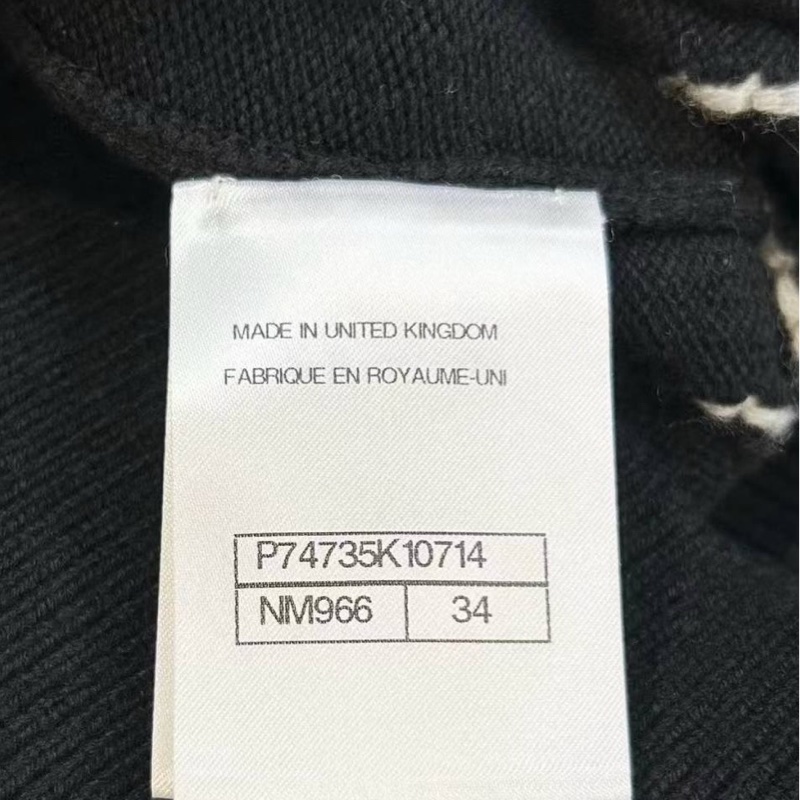 MADE IN UNITED KINGDOM
FABRIQUE EN ROYAUME-UNI
P74735K10714
NM966 34